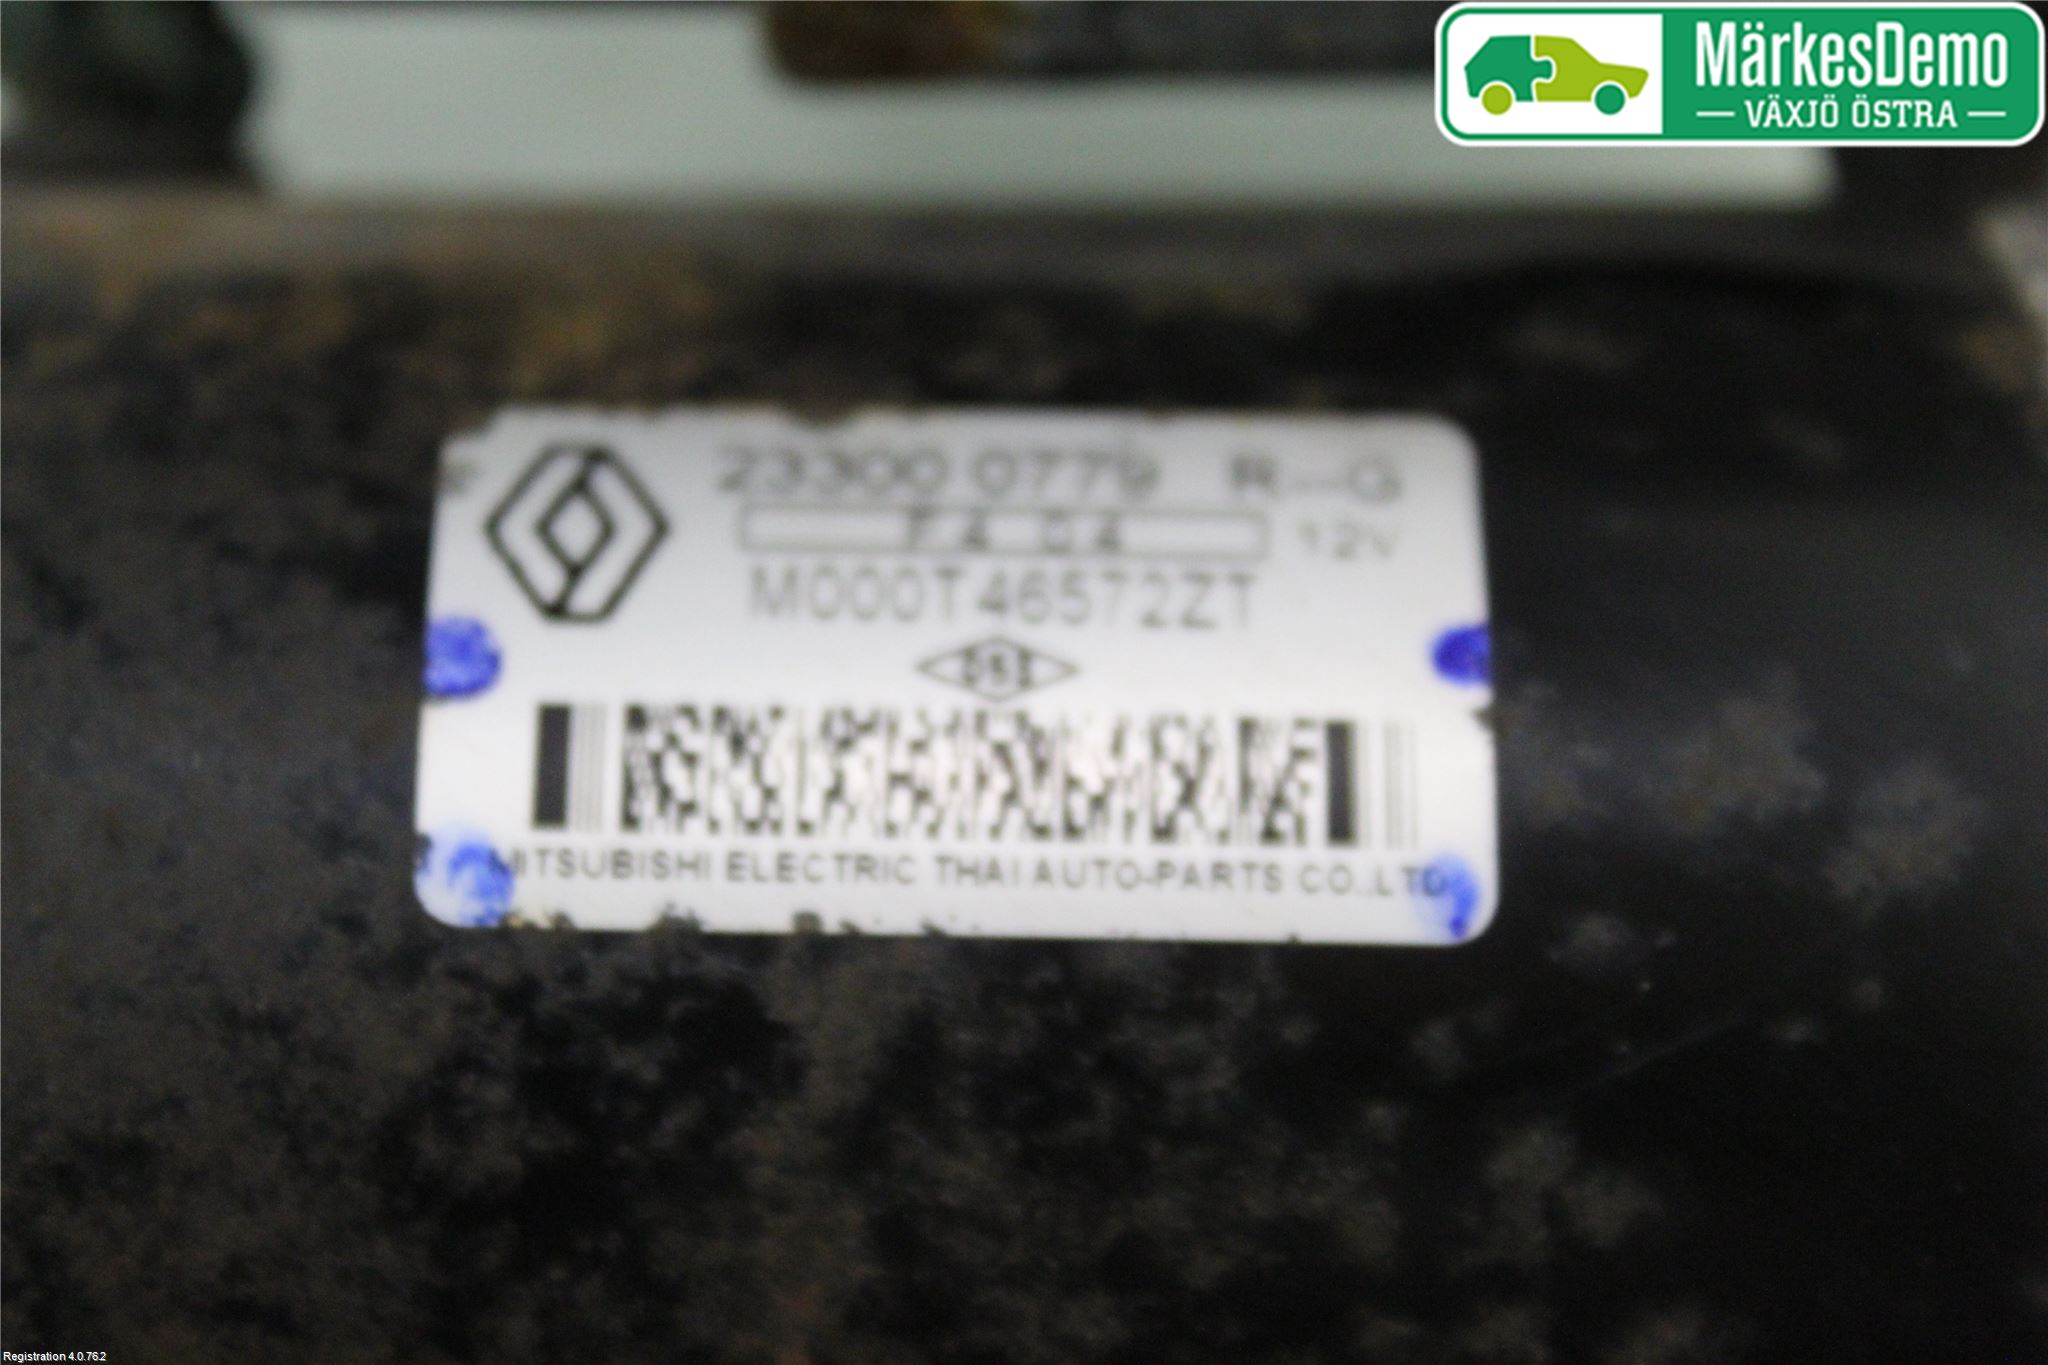 MärkesDemo
VÄXJÖ ÖSTRA
23300 0779 R-G
12V
M000T46572ZT
MITSUBISHI ELECTRIC THAI AUTO-PARTS CO.,LTD
Registration 4.0.76.2